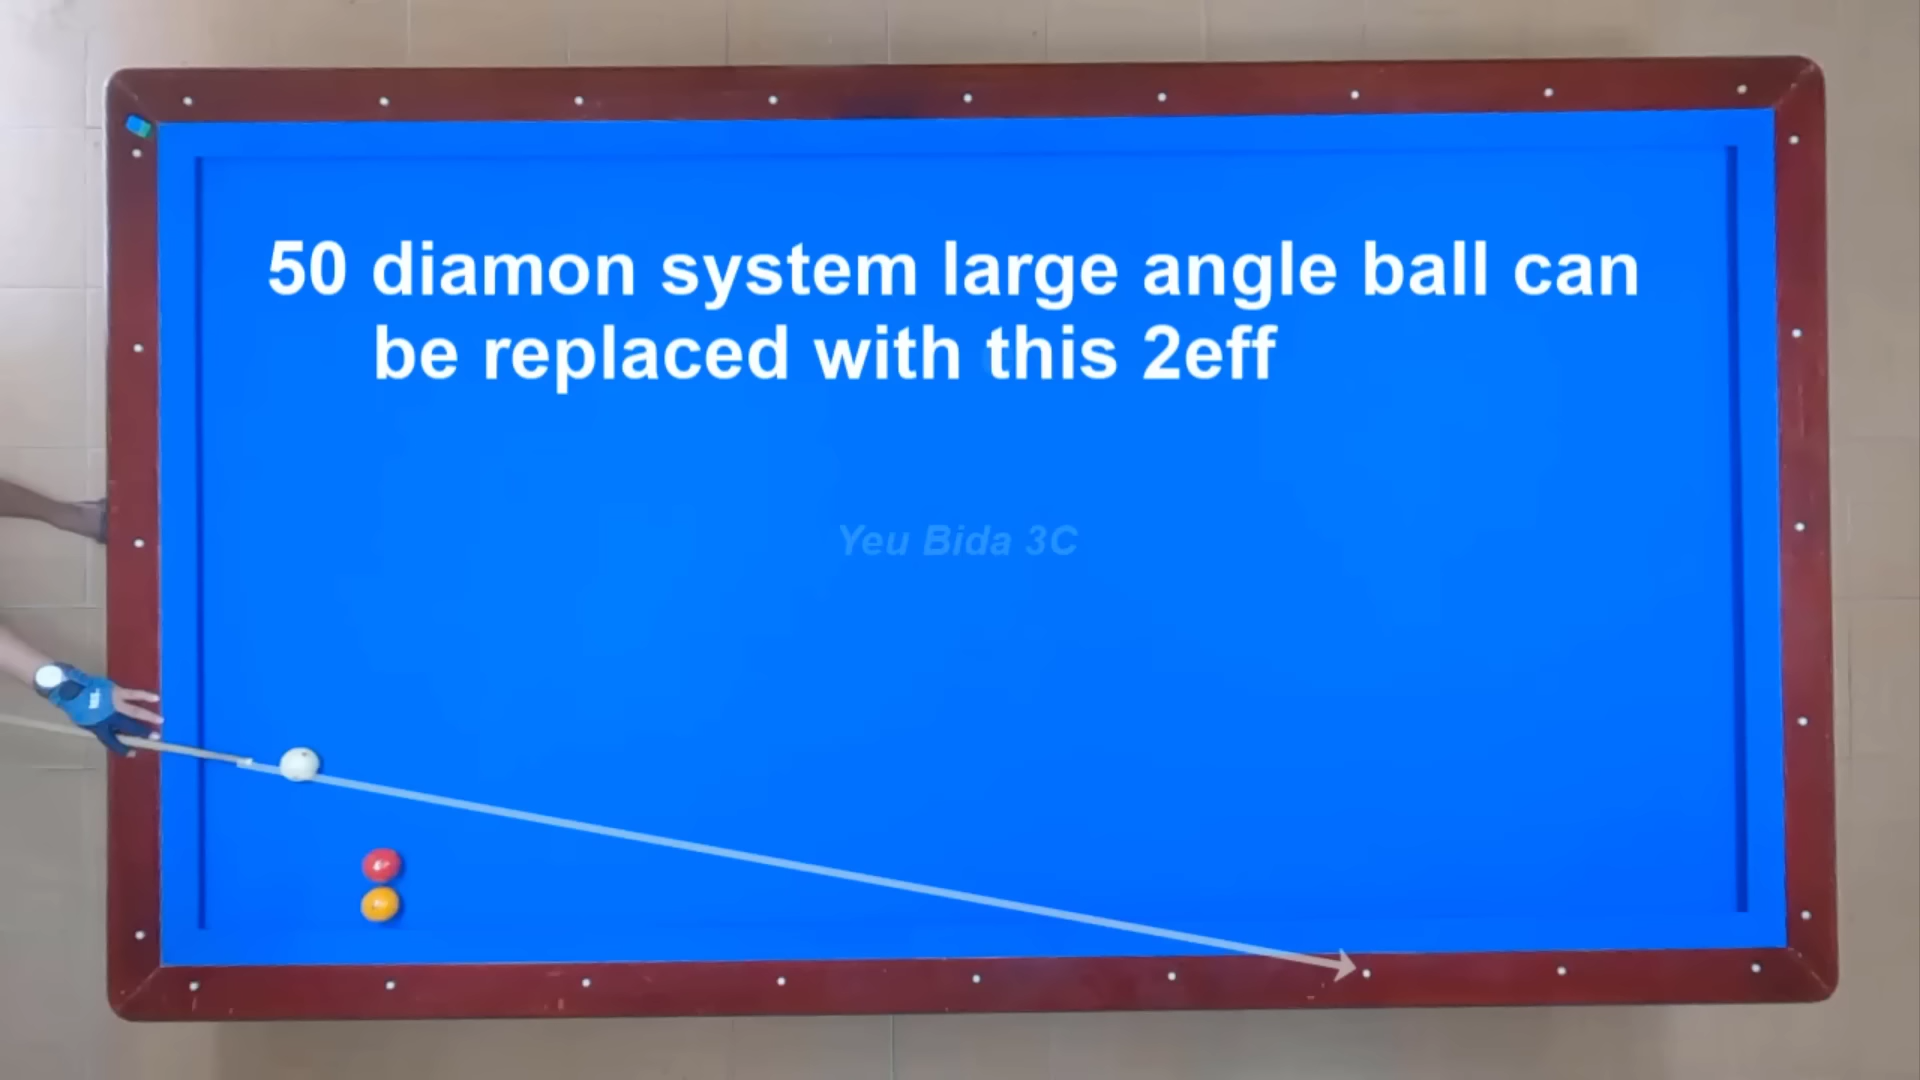 50 diamon system large angle ball can
be replaced with this 2eff
Yeu Bida 3C